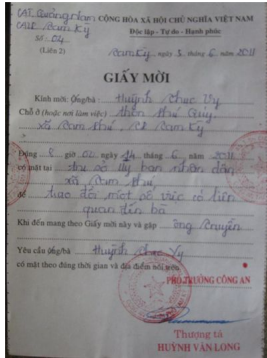 CAT. Quảng Nam CỘNG HÒA XÃ HỘI CHỦ NGHĨA VIỆT NAM
CATP. Tam Kỳ Độc lập - Tự do - Hạnh phúc
Số 04
(Liên 2) Tam Kỳ, ngày tháng 6 năm 2011
GIẤY MỜI
Kính mời: Ông/bà: Huỳnh Thục Vy
Chỗ ở (hoặc nơi làm việc) thôn Phú Quý,
xã Tam Phú, Tam Kỳ
Đúng 8 giờ 00 ngày 14 tháng 6 năm 2011
có mặt tại trụ sở Ủy ban nhân dân
xã Tam Phú,
để trao đổi một số việc có liên
quan đến bà
Khi đến mang theo Giấy mời này và gặp ông
Yêu cầu ông/bà Huỳnh Thục Vy
có mặt theo đúng thời gian và địa điểm nói trên.
PHÓ TRƯỞNG CÔNG AN
Thượng tá
HUỲNH VĂN LONG